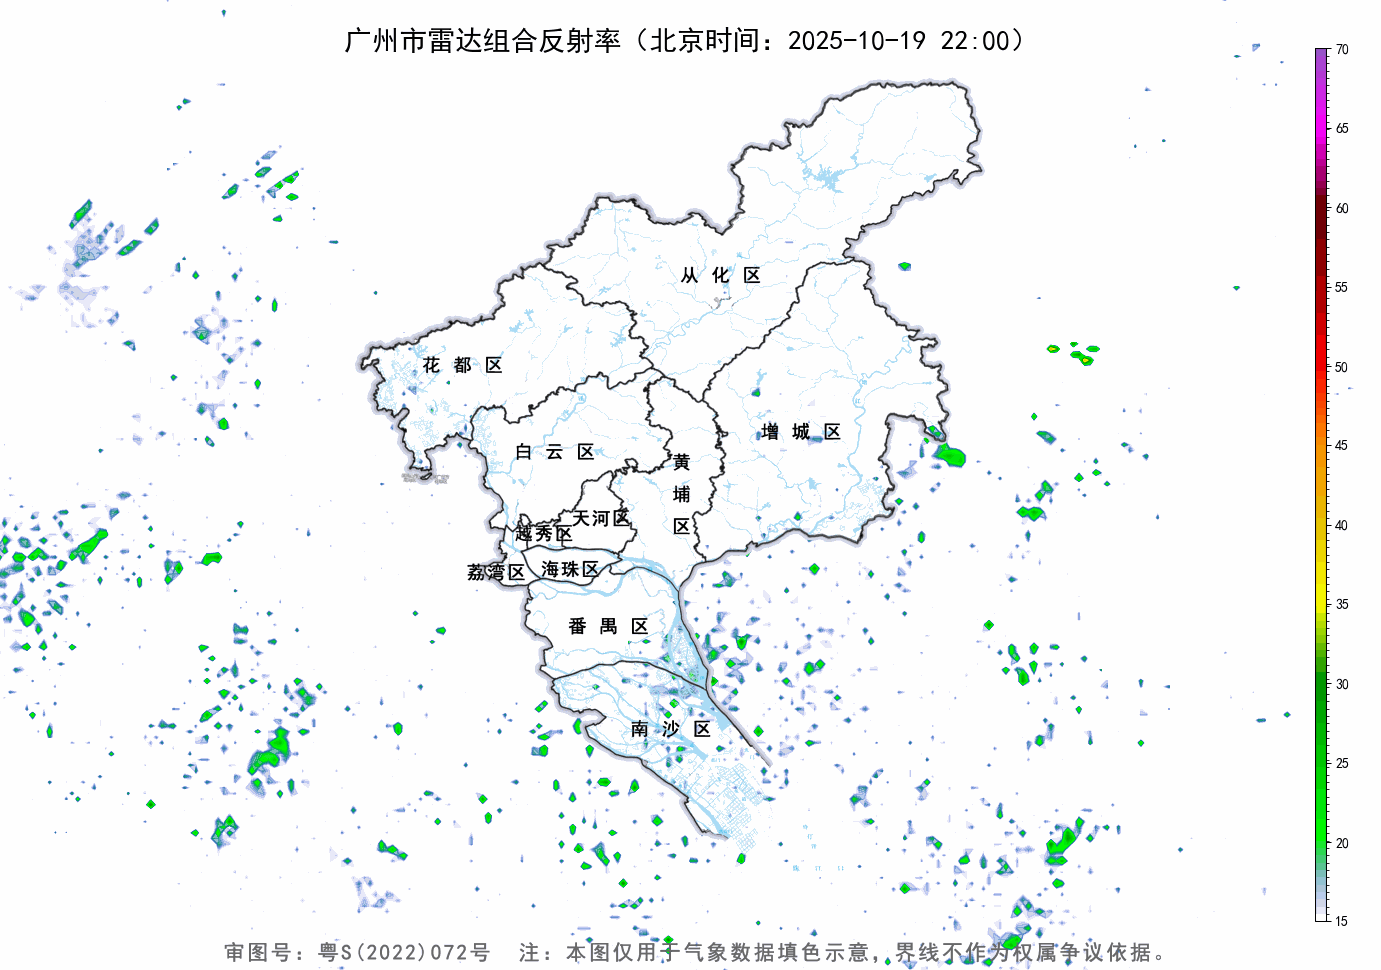 广州市雷达组合反射率（北京时间：2025-10-19 22:00）
70
65
60
55
50
45
40
35
30
25
20
15
从化区
花都区
增城区
白云区
黄埔区
天河区
越秀区
荔湾区
海珠区
番禺区
南沙区
审图号：粤S(2022)072号 注：本图仅用于气象数据填色示意，界线不作为权属争议依据。